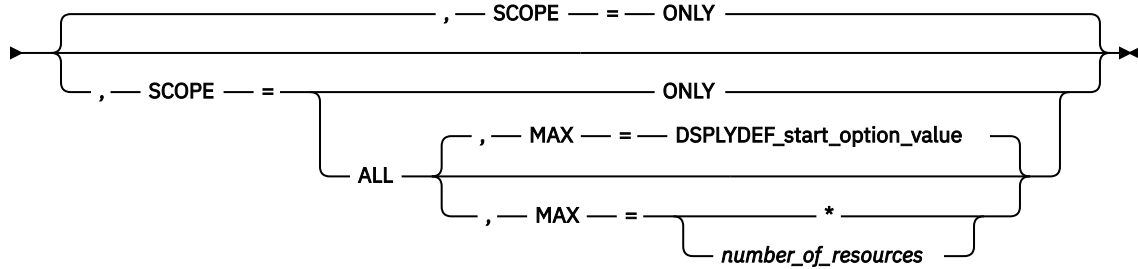 , SCOPE = ONLY
, SCOPE = ONLY
, MAX = DSPLYDEF_start_option_value
ALL
, MAX = *
number_of_resources